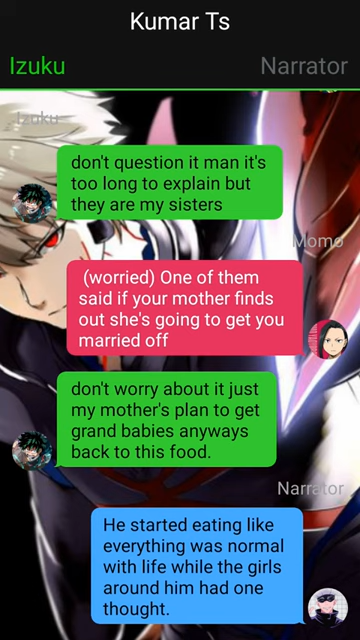 Kumar Ts
Izuku
Narrator
Izuku
don't question it man it's
too long to explain but
they are my sisters
Momo
(worried) One of them
said if your mother finds
out she's going to get you
married off
don't worry about it just
my mother's plan to get
grand babies anyways
back to this food.
Narrator
He started eating like
everything was normal
with life while the girls
around him had one
thought.